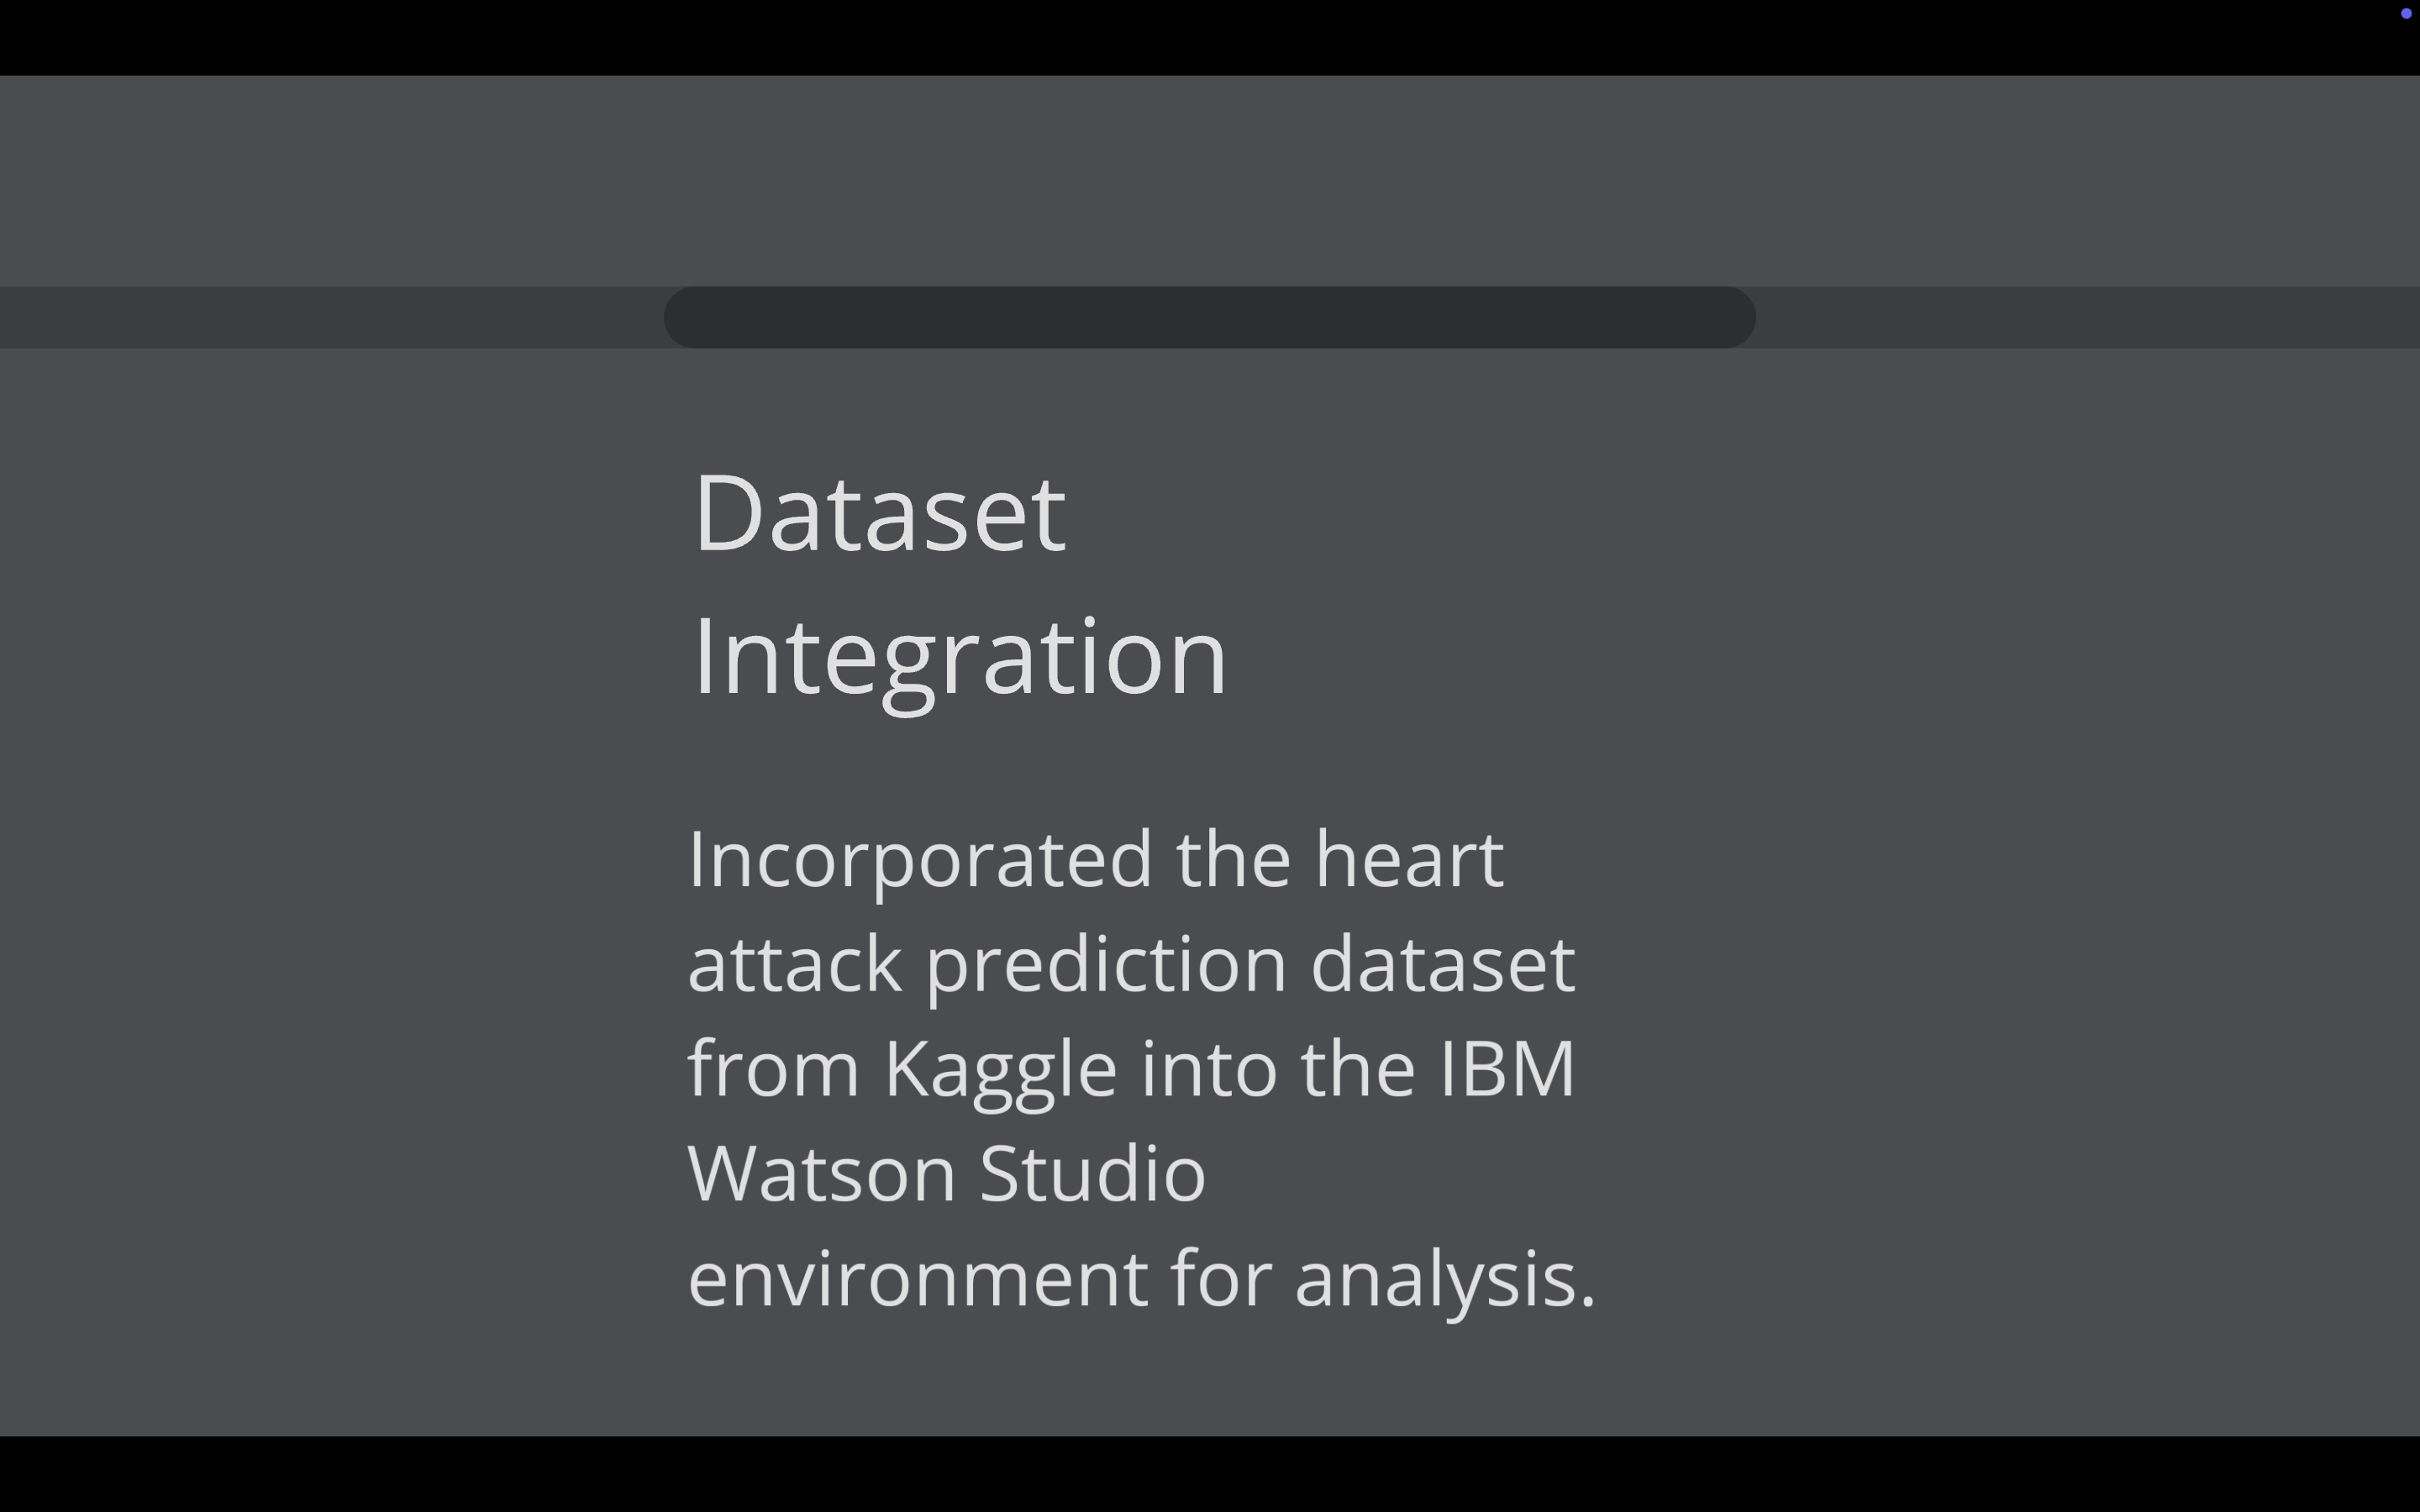 Dataset
Integration
Incorporated the heart
attack prediction dataset
from Kaggle into the IBM
Watson Studio
environment for analysis.